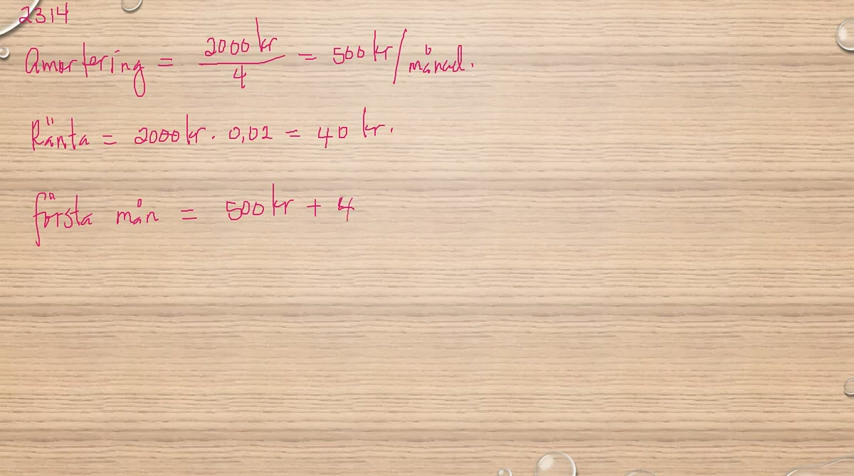 2314
Amortering = 2000 kr / 4 = 500 kr/månad.
Ränta = 2000 kr · 0,02 = 40 kr.
första mån = 500 kr + 4